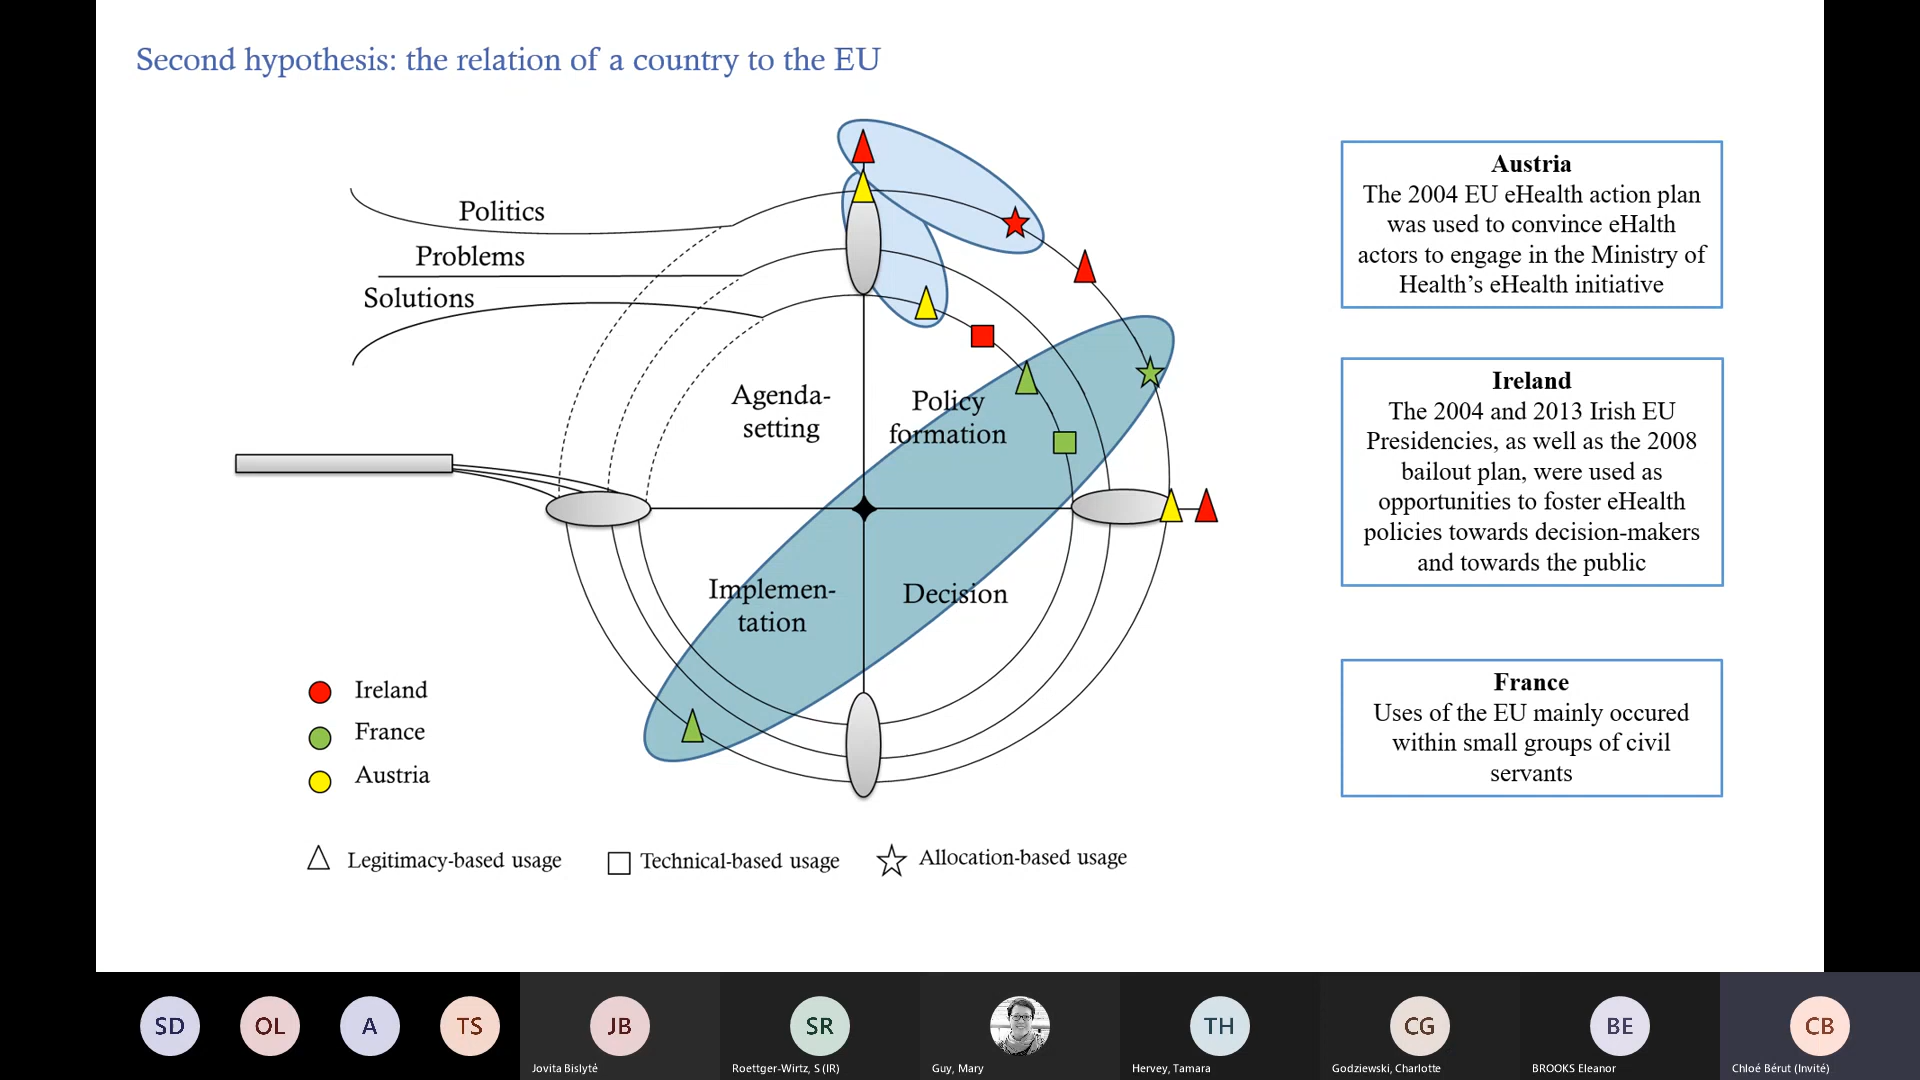 Second hypothesis: the relation of a country to the EU
Politics
Problems
Solutions
Agenda-
setting
Policy
formation
Implemen-
tation
Decision
Ireland
France
Austria
Legitimacy-based usage
Technical-based usage
Allocation-based usage
Austria
The 2004 EU eHealth action plan
was used to convince eHalth
actors to engage in the Ministry of
Health’s eHealth initiative
Ireland
The 2004 and 2013 Irish EU
Presidencies, as well as the 2008
bailout plan, were used as
opportunities to foster eHealth
policies towards decision-makers
and towards the public
France
Uses of the EU mainly occured
within small groups of civil
servants
SD
OL
A
TS
JB
Jovita Bislytė
SR
Roettger-Wirtz, S (IR)
Guy, Mary
TH
Hervey, Tamara
CG
Godziewski, Charlotte
BE
BROOKS Eleanor
CB
Chloé Bérut (Invité)